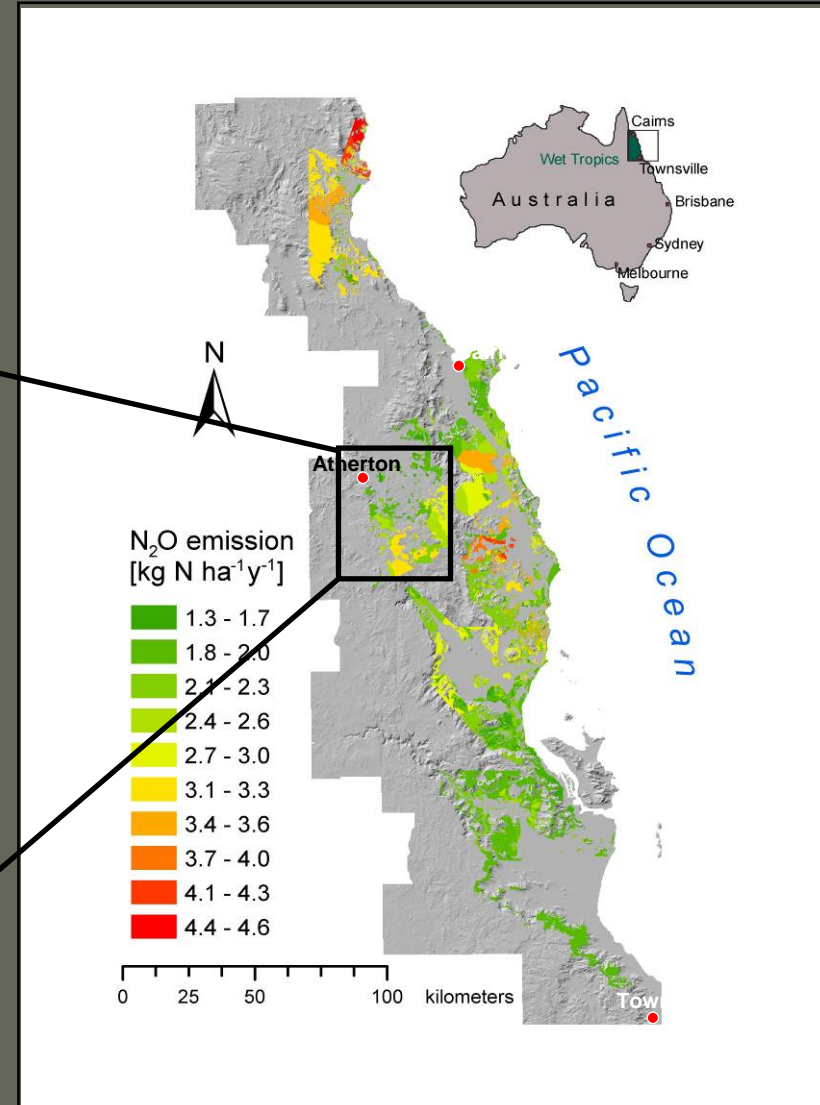 Cairns
Wet Tropics
Townsville
Australia
Brisbane
Sydney
Melbourne
N
Pacific Ocean
Atherton
N₂O emission
[kg N ha⁻¹y⁻¹]
1.3 - 1.7
1.8 - 2.0
2.1 - 2.3
2.4 - 2.6
2.7 - 3.0
3.1 - 3.3
3.4 - 3.6
3.7 - 4.0
4.1 - 4.3
4.4 - 4.6
0 25 50 100 kilometers
Tow